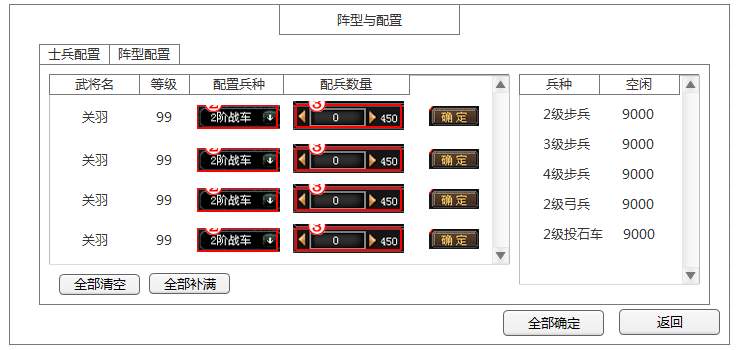 阵型与配置
士兵配置 阵型配置
武将名 等级 配置兵种 配兵数量
关羽 99 ② 2阶战车 ③ 0 450 确定
关羽 99 ② 2阶战车 ③ 0 450 确定
关羽 99 ② 2阶战车 ③ 0 450 确定
关羽 99 ② 2阶战车 ③ 0 450 确定
全部清空 全部补满
兵种 空闲
2级步兵 9000
3级步兵 9000
4级步兵 9000
2级弓兵 9000
2级投石车 9000
全部确定 返回